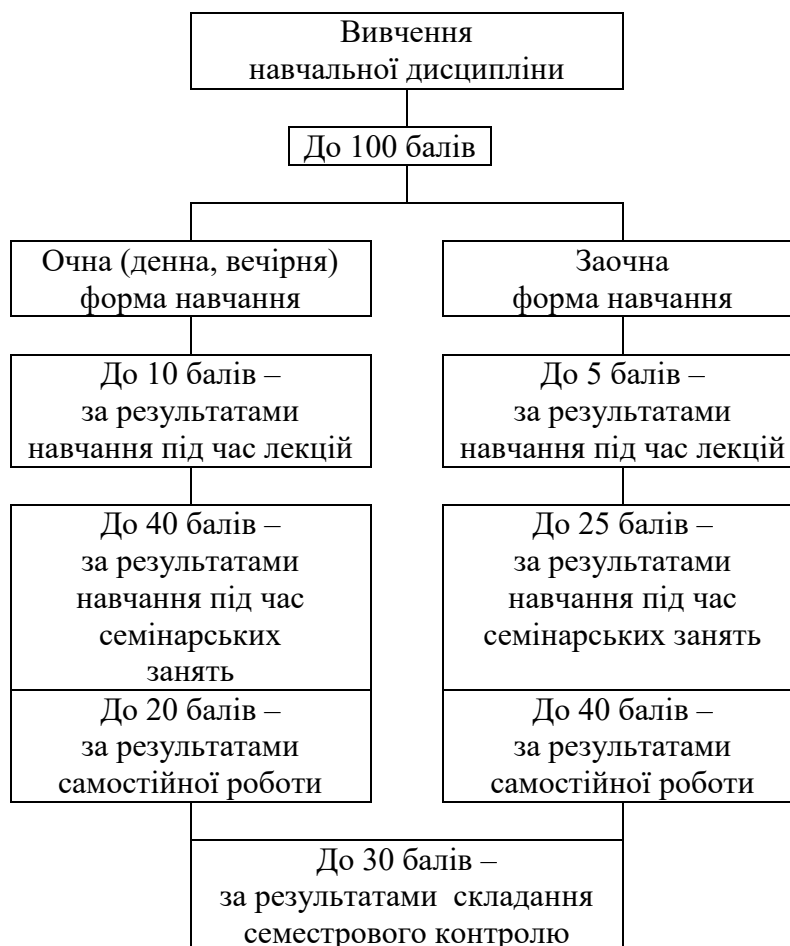 Вивчення
навчальної дисципліни
До 100 балів
Очна (денна, вечірня)
форма навчання
Заочна
форма навчання
До 10 балів –
за результатами
навчання під час лекцій
До 5 балів –
за результатами
навчання під час лекцій
До 40 балів –
за результатами
навчання під час
семінарських
занять
До 25 балів –
за результатами
навчання під час
семінарських занять
До 20 балів –
за результатами
самостійної роботи
До 40 балів –
за результатами
самостійної роботи
До 30 балів –
за результатами складання
семестрового контролю